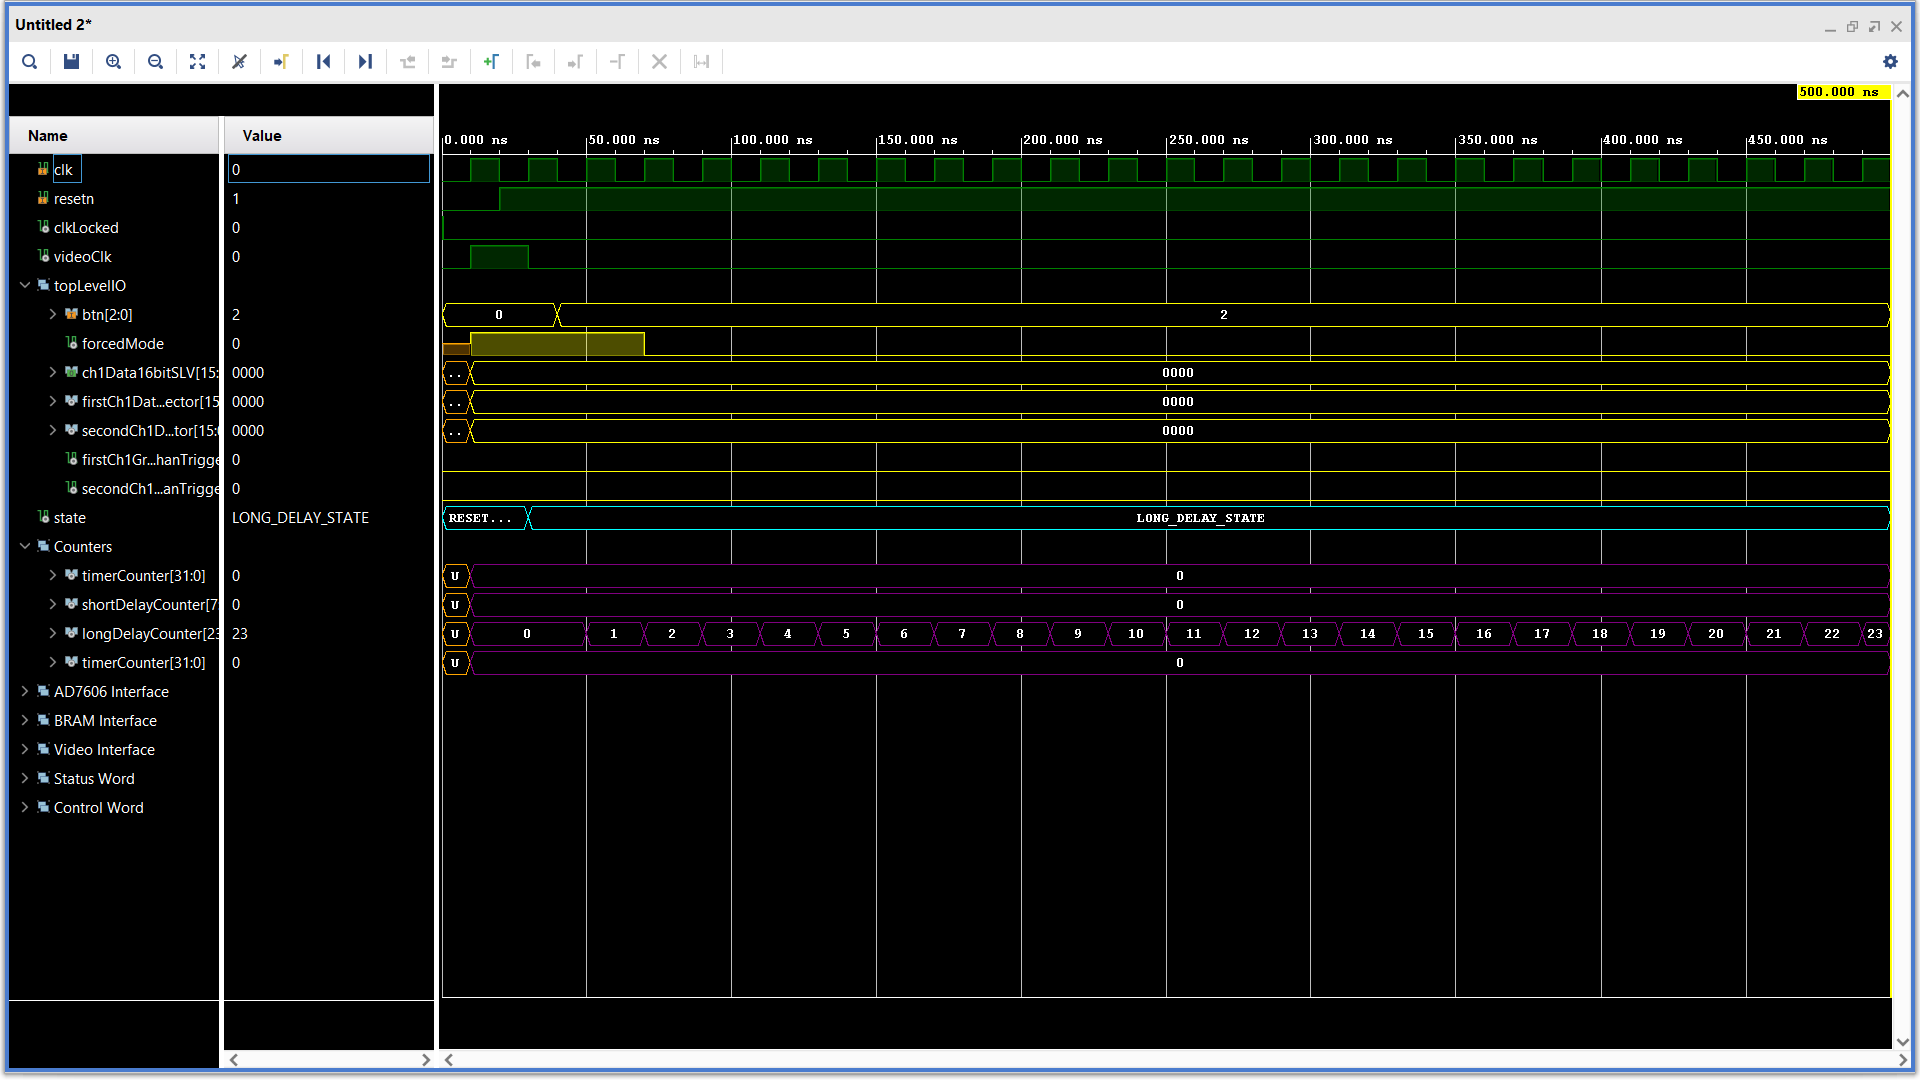 Untitled 2*
500.000 ns
Name Value
0.000 ns 50.000 ns 100.000 ns 150.000 ns 200.000 ns 250.000 ns 300.000 ns 350.000 ns 400.000 ns 450.000 ns
clk 0
resetn 1
clkLocked 0
videoClk 0
topLevelIO
btn[2:0] 2 0 2
forcedMode 0
ch1Data16bitSLV[15: 0000 .. 0000
firstCh1Dat...ector[15 0000 .. 0000
secondCh1D...tor[15: 0000 .. 0000
firstCh1Gr...hanTrigge 0
secondCh1...anTrigge 0
state LONG_DELAY_STATE RESET... LONG_DELAY_STATE
Counters
timerCounter[31:0] 0 U 0
shortDelayCounter[7 0 U 0
longDelayCounter[23 23 U 0 1 2 3 4 5 6 7 8 9 10 11 12 13 14 15 16 17 18 19 20 21 22 23
timerCounter[31:0] 0 U 0
AD7606 Interface
BRAM Interface
Video Interface
Status Word
Control Word